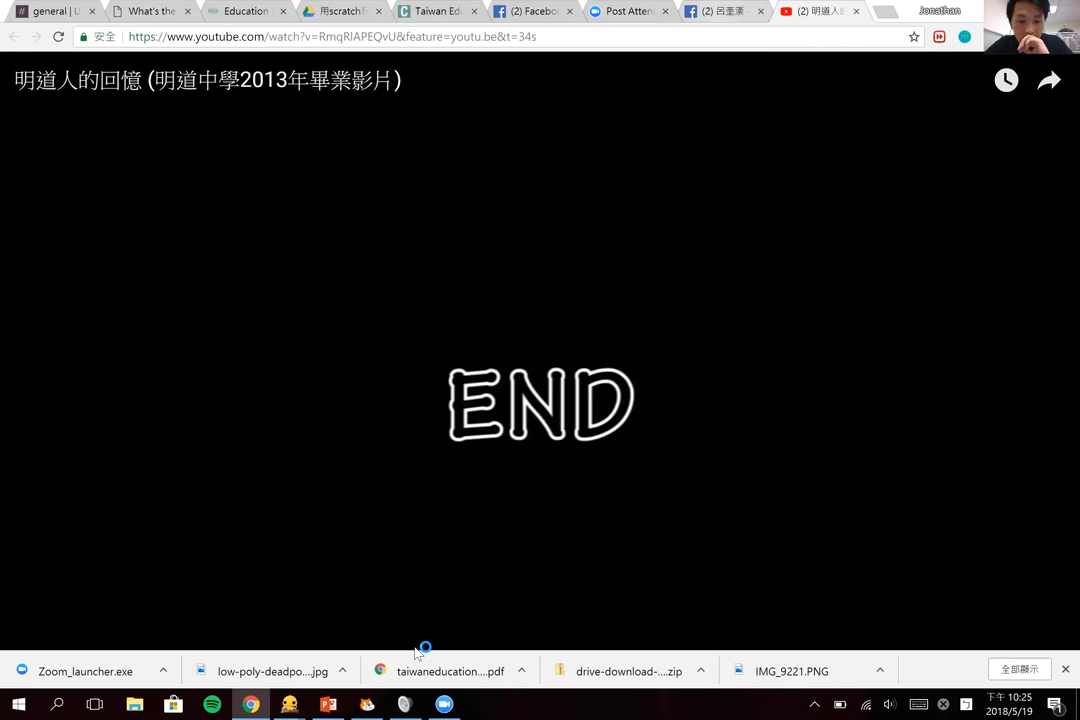 general | U
What's the
Education
用scratch玩
Taiwan Edu
(2) Facebo
Post Atten
(2) 呂奎漢 -
(2) 明道人的
Jonathan
安全
https://www.youtube.com/watch?v=RmqRlAPEQvU&feature=youtu.be&t=34s
明道人的回憶 (明道中學2013年畢業影片)
END
Zoom_launcher.exe
low-poly-deadpo....jpg
taiwaneducation....pdf
drive-download-....zip
IMG_9221.PNG
全部顯示
下午 10:25
2018/5/19